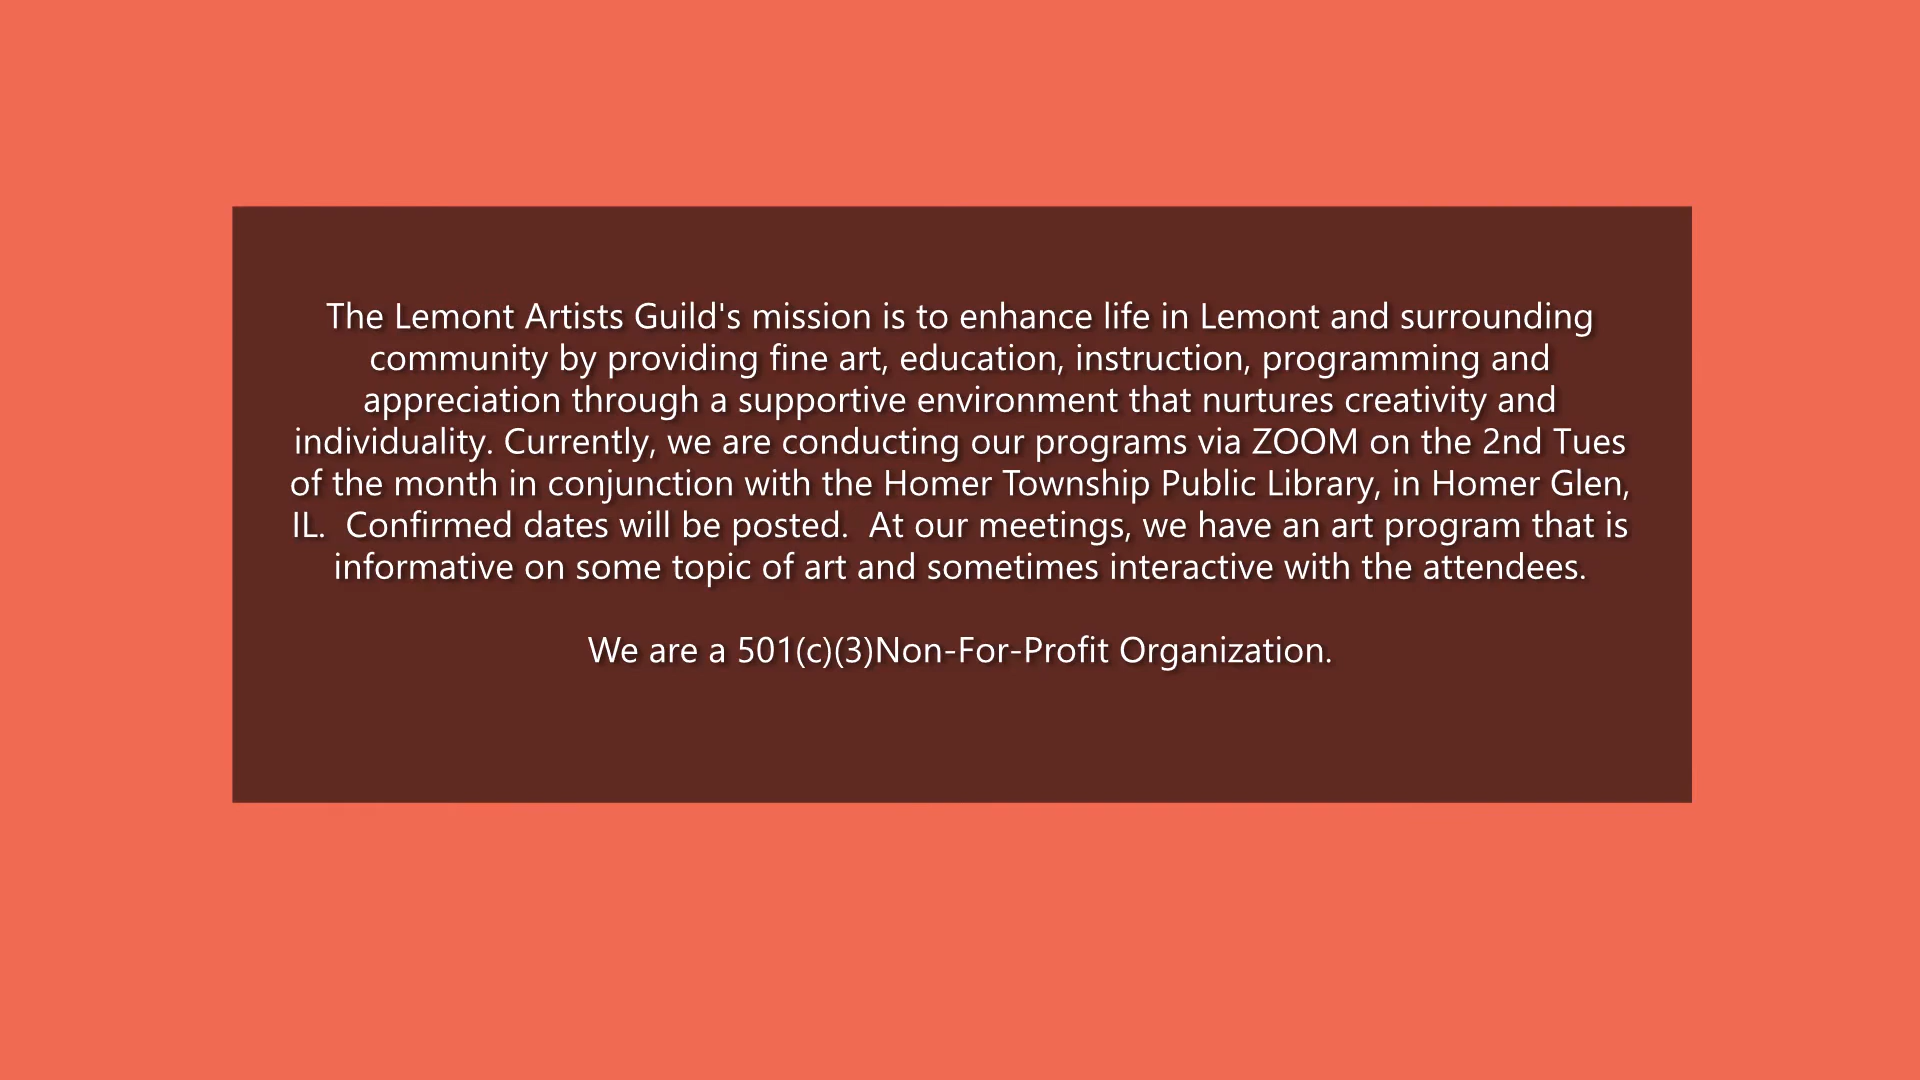 The Lemont Artists Guild's mission is to enhance life in Lemont and surrounding
community by providing fine art, education, instruction, programming and
appreciation through a supportive environment that nurtures creativity and
individuality. Currently, we are conducting our programs via ZOOM on the 2nd Tues
of the month in conjunction with the Homer Township Public Library, in Homer Glen,
IL.  Confirmed dates will be posted.  At our meetings, we have an art program that is
informative on some topic of art and sometimes interactive with the attendees.
We are a 501(c)(3)Non-For-Profit Organization.